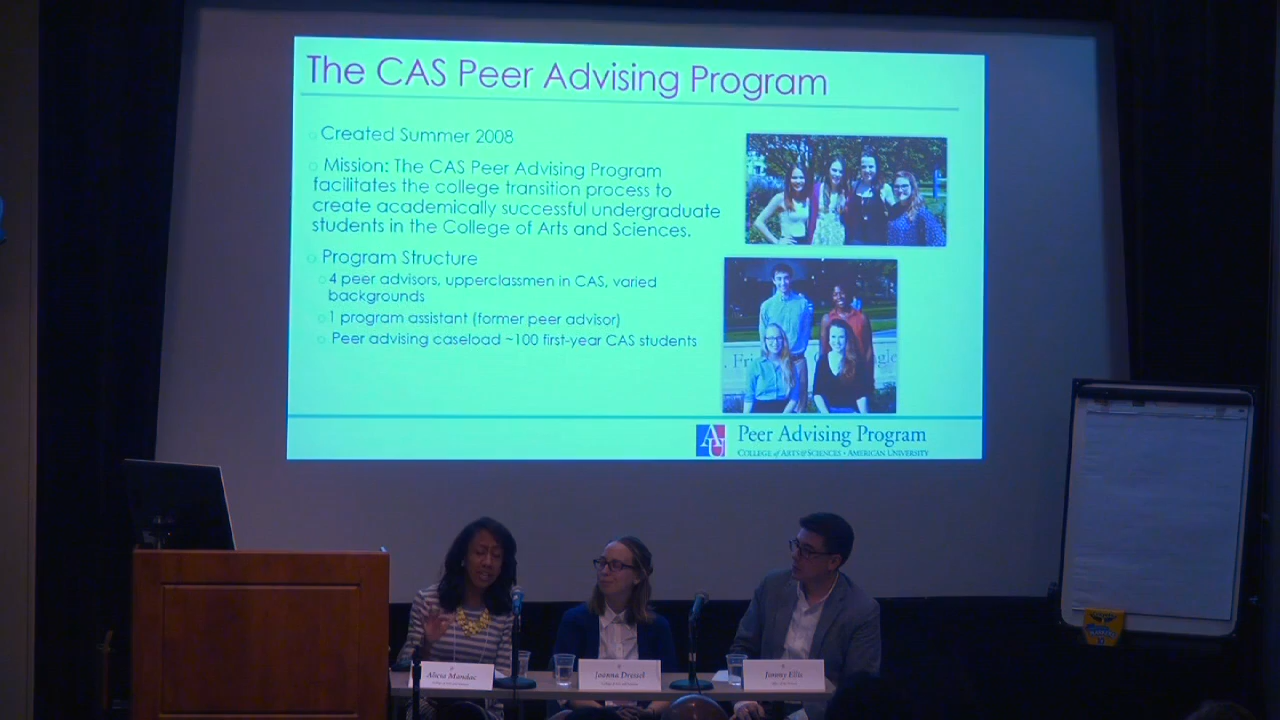 The CAS Peer Advising Program
Created Summer 2008
Mission: The CAS Peer Advising Program
facilitates the college transition process to
create academically successful undergraduate
students in the College of Arts and Sciences.
Program Structure
4 peer advisors, upperclassmen in CAS, varied
backgrounds
1 program assistant (former peer advisor)
Peer advising caseload ~100 first-year CAS students
AU
Peer Advising Program
COLLEGE of ARTS & SCIENCES • AMERICAN UNIVERSITY
Alicia Mandac
Joanna Dressel
Jimmy Ellis